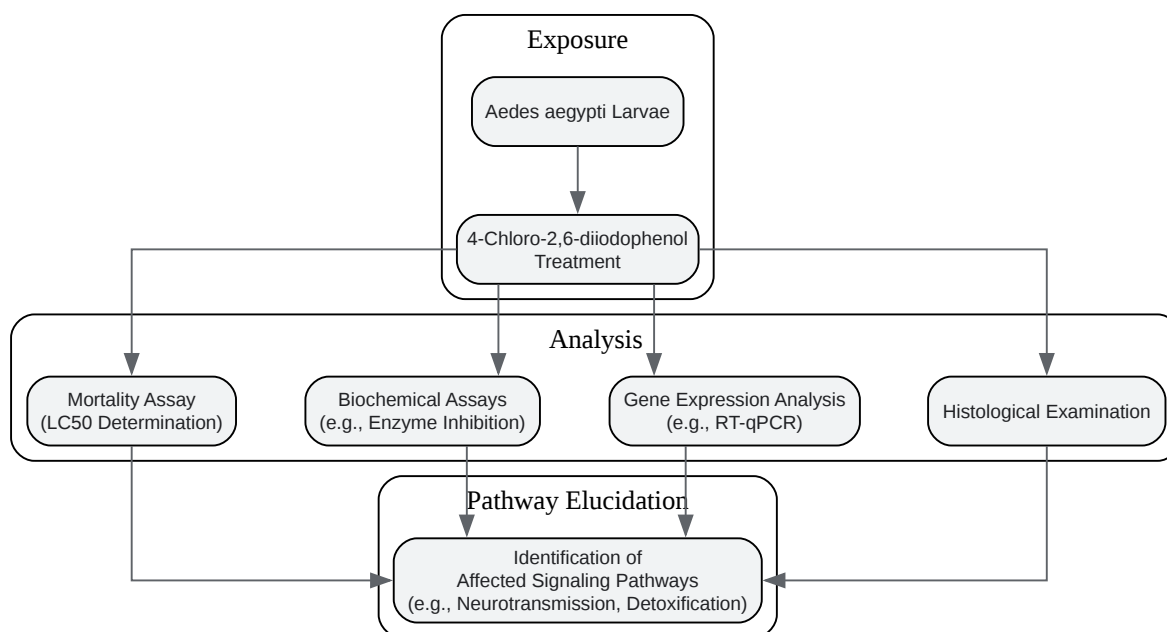 Exposure
Aedes aegypti Larvae
4-Chloro-2,6-diiodophenol
Treatment
Analysis
Mortality Assay
(LC50 Determination)
Biochemical Assays
(e.g., Enzyme Inhibition)
Gene Expression Analysis
(e.g., RT-qPCR)
Histological Examination
Pathway Elucidation
Identification of
Affected Signaling Pathways
(e.g., Neurotransmission, Detoxification)